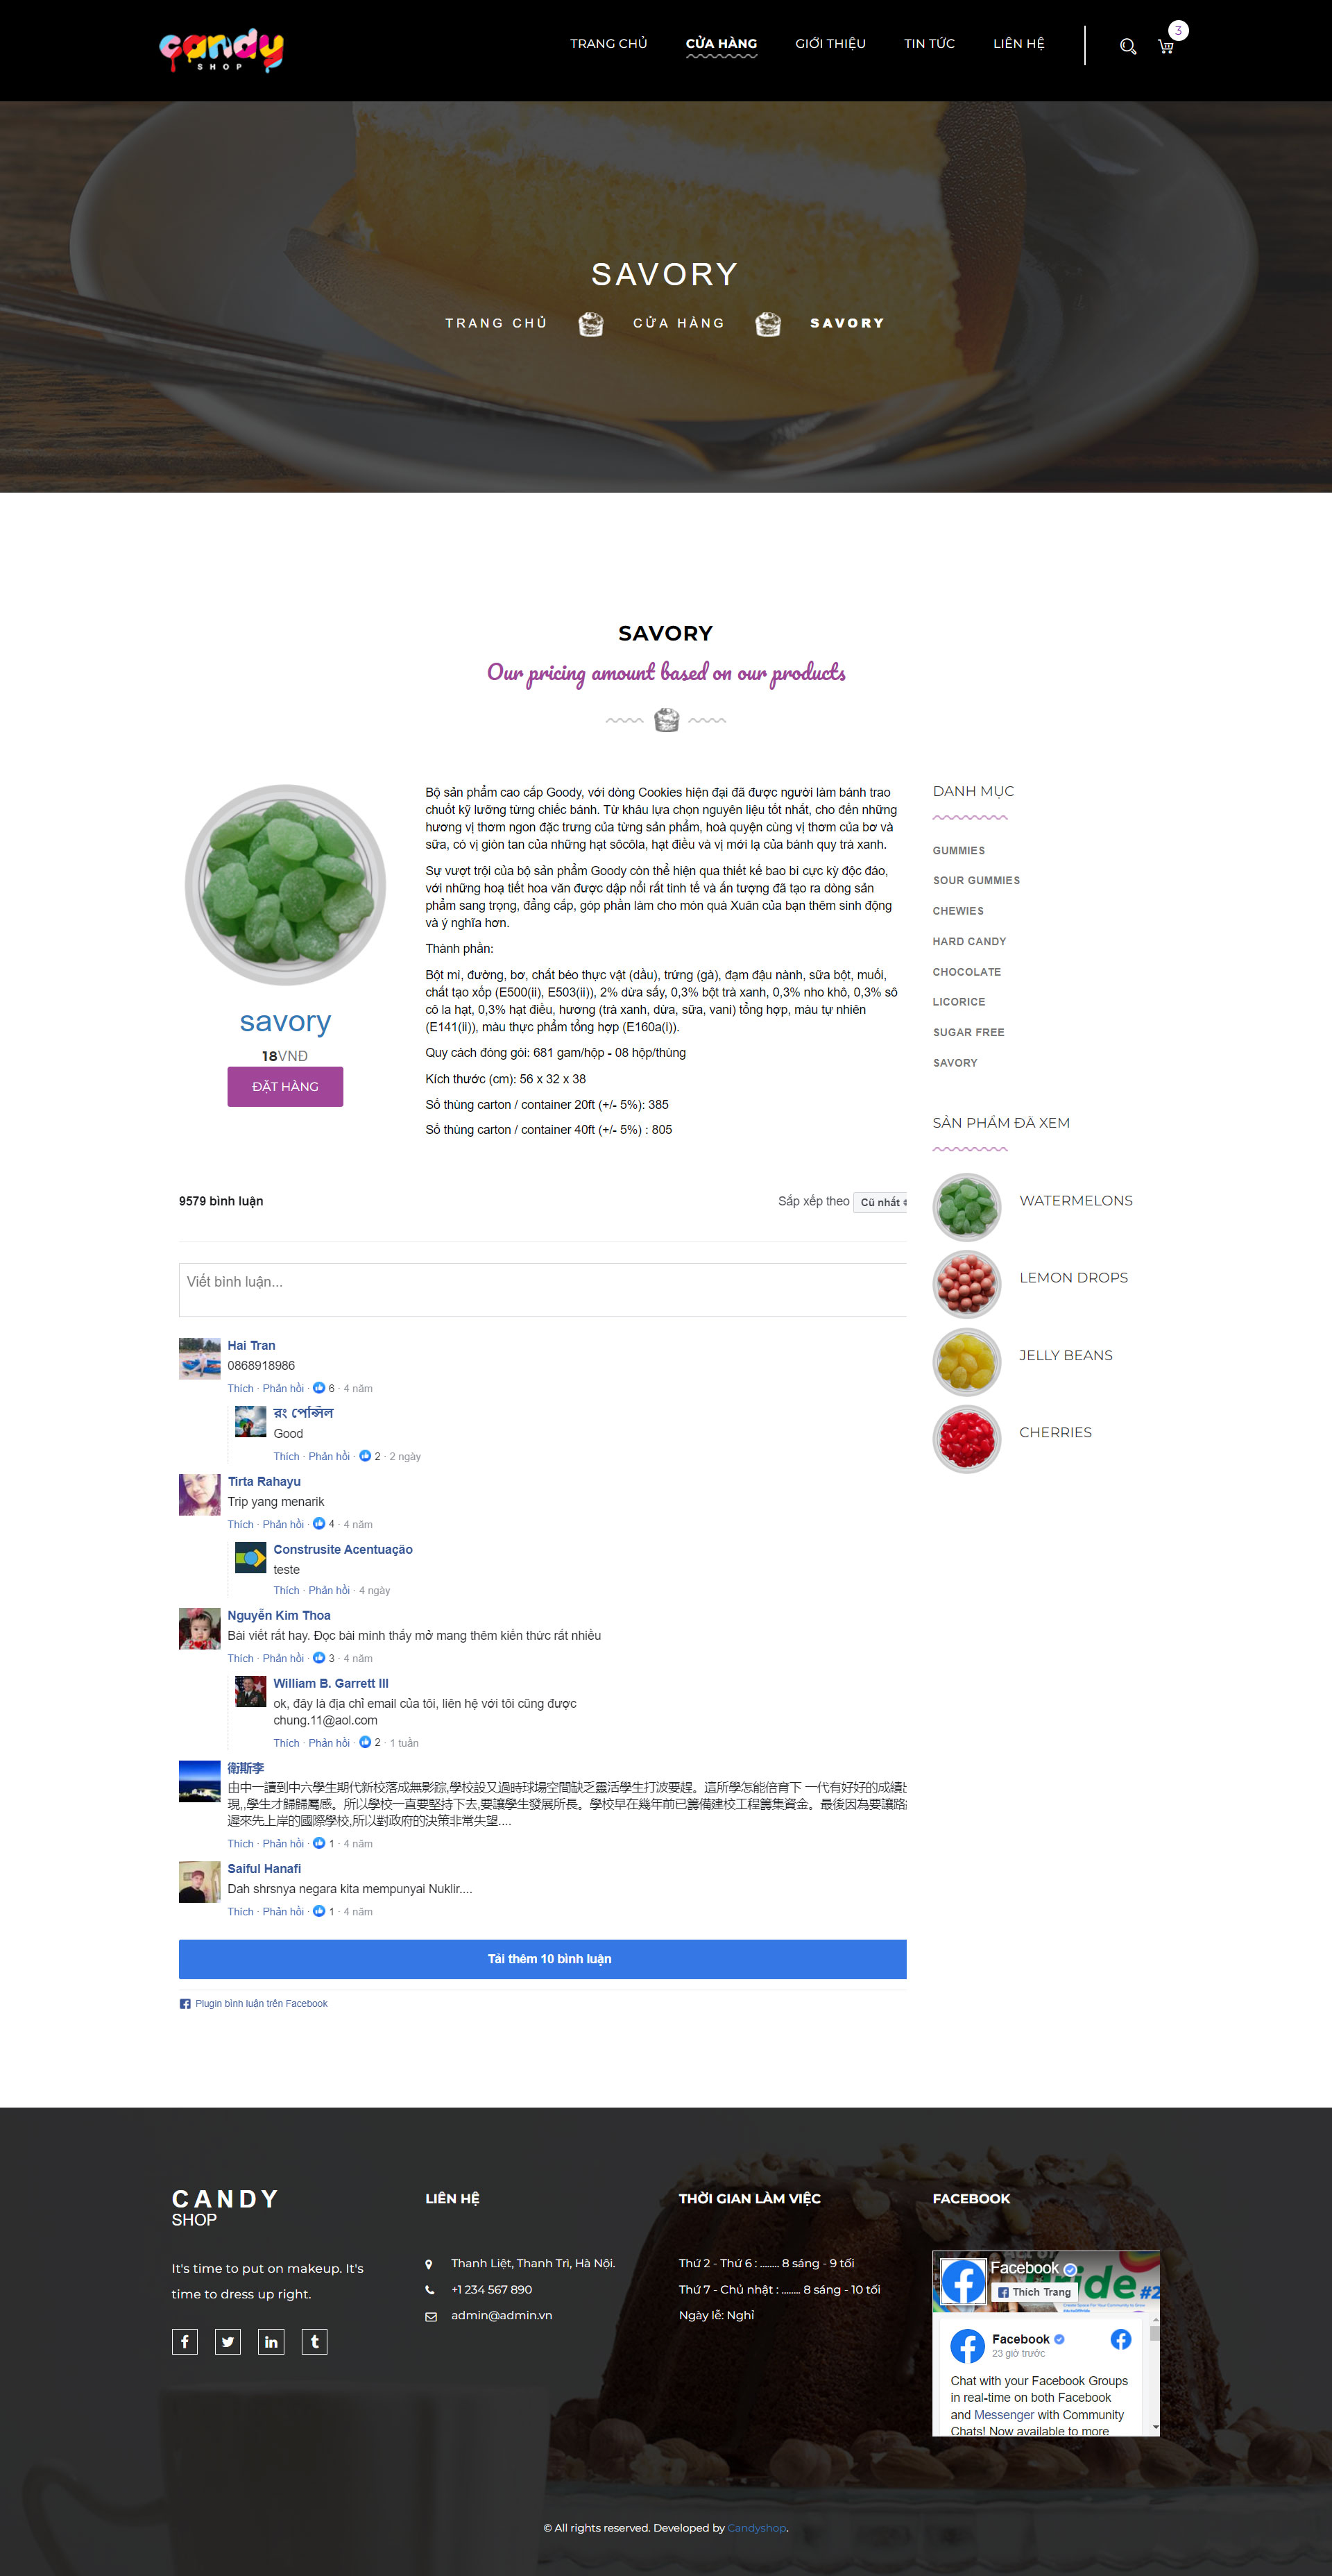 candy
SHOP
TRANG CHỦ
CỬA HÀNG
GIỚI THIỆU
TIN TỨC
LIÊN HỆ
3
SAVORY
TRANG CHỦ
CỬA HÀNG
SAVORY
SAVORY
Our pricing amount based on our products
savory
18VNĐ
ĐẶT HÀNG
Bộ sản phẩm cao cấp Goody, với dòng Cookies hiện đại đã được người làm bánh trao
chuốt kỹ lưỡng từng chiếc bánh. Từ khâu lựa chọn nguyên liệu tốt nhất, cho đến những
hương vị thơm ngon đặc trưng của từng sản phẩm, hoà quyện cùng vị thơm của bơ và
sữa, có vị giòn tan của những hạt sôcôla, hạt điều và vị mới lạ của bánh quy trà xanh.
Sự vượt trội của bộ sản phẩm Goody còn thể hiện qua thiết kế bao bì cực kỳ độc đáo,
với những hoạ tiết hoa văn được dập nổi rất tinh tế và ấn tượng đã tạo ra dòng sản
phẩm sang trọng, đẳng cấp, góp phần làm cho món quà Xuân của bạn thêm sinh động
và ý nghĩa hơn.
Thành phần:
Bột mì, đường, bơ, chất béo thực vật (dầu), trứng (gà), đạm đậu nành, sữa bột, muối,
chất tạo xốp (E500(ii), E503(ii)), 2% dừa sấy, 0,3% bột trà xanh, 0,3% nho khô, 0,3% sô
cô la hạt, 0,3% hạt điều, hương (trà xanh, dừa, sữa, vani) tổng hợp, màu tự nhiên
(E141(ii)), màu thực phẩm tổng hợp (E160a(i)).
Quy cách đóng gói: 681 gam/hộp - 08 hộp/thùng
Kích thước (cm): 56 x 32 x 38
Số thùng carton / container 20ft (+/- 5%): 385
Số thùng carton / container 40ft (+/- 5%) : 805
DANH MỤC
GUMMIES
SOUR GUMMIES
CHEWIES
HARD CANDY
CHOCOLATE
LICORICE
SUGAR FREE
SAVORY
SẢN PHẨM ĐÃ XEM
WATERMELONS
LEMON DROPS
JELLY BEANS
CHERRIES
9579 bình luận
Sắp xếp theo Cũ nhất
Viết bình luận...
Hai Tran
0868918986
Thích · Phản hồi · 6 · 4 năm
রং পেন্সিল
Good
Thích · Phản hồi · 2 · 2 ngày
Tirta Rahayu
Trip yang menarik
Thích · Phản hồi · 4 · 4 năm
Construsite Acentuação
teste
Thích · Phản hồi · 4 ngày
Nguyễn Kim Thoa
Bài viết rất hay. Đọc bài mình thấy mở mang thêm kiến thức rất nhiều
Thích · Phản hồi · 3 · 4 năm
William B. Garrett III
ok, đây là địa chỉ email của tôi, liên hệ với tôi cũng được
chung.11@aol.com
Thích · Phản hồi · 2 · 1 tuần
衛斯李
由中一讀到中六學生期代新校落成無影踪,學校設又過時球場空間缺乏靈活學生打波要趕。這所學怎能倍育下 一代有好好的成績出
現,,學生才歸歸屬感。所以學校一直要堅持下去,要讓學生發展所長。學校早在幾年前已籌備建校工程籌集資金。最後因為要讓路給
遲來先上岸的國際學校,所以對政府的決策非常失望....
Thích · Phản hồi · 1 · 4 năm
Saiful Hanafi
Dah shrsnya negara kita mempunyai Nuklir....
Thích · Phản hồi · 1 · 4 năm
Tải thêm 10 bình luận
Plugin bình luận trên Facebook
CANDY
SHOP
It's time to put on makeup. It's
time to dress up right.
LIÊN HỆ
Thanh Liệt, Thanh Trì, Hà Nội.
+1 234 567 890
admin@admin.vn
THỜI GIAN LÀM VIỆC
Thứ 2 - Thứ 6 : ........ 8 sáng - 9 tối
Thứ 7 - Chủ nhật : ........ 8 sáng - 10 tối
Ngày lễ: Nghỉ
FACEBOOK
Facebook
Thích Trang
#2
Facebook
23 giờ trước
Chat with your Facebook Groups
in real-time on both Facebook
and Messenger with Community
Chats! Now available to more
© All rights reserved. Developed by Candyshop.